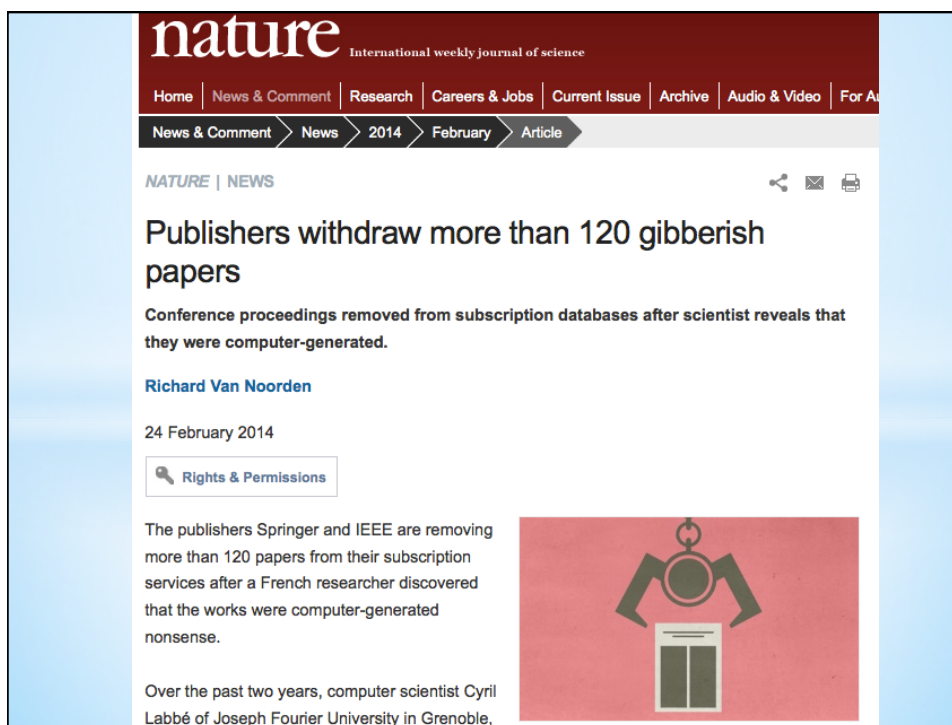 nature International weekly journal of science
Home News & Comment Research Careers & Jobs Current Issue Archive Audio & Video For
News & Comment News 2014 February Article
NATURE | NEWS
Publishers withdraw more than 120 gibberish
papers
Conference proceedings removed from subscription databases after scientist reveals that
they were computer-generated.
Richard Van Noorden
24 February 2014
Rights & Permissions
The publishers Springer and IEEE are removing
more than 120 papers from their subscription
services after a French researcher discovered
that the works were computer-generated
nonsense.
Over the past two years, computer scientist Cyril
Labbé of Joseph Fourier University in Grenoble,